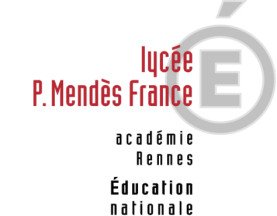 lycée
P. Mendès France
É
académie
Rennes
Éducation
nationale